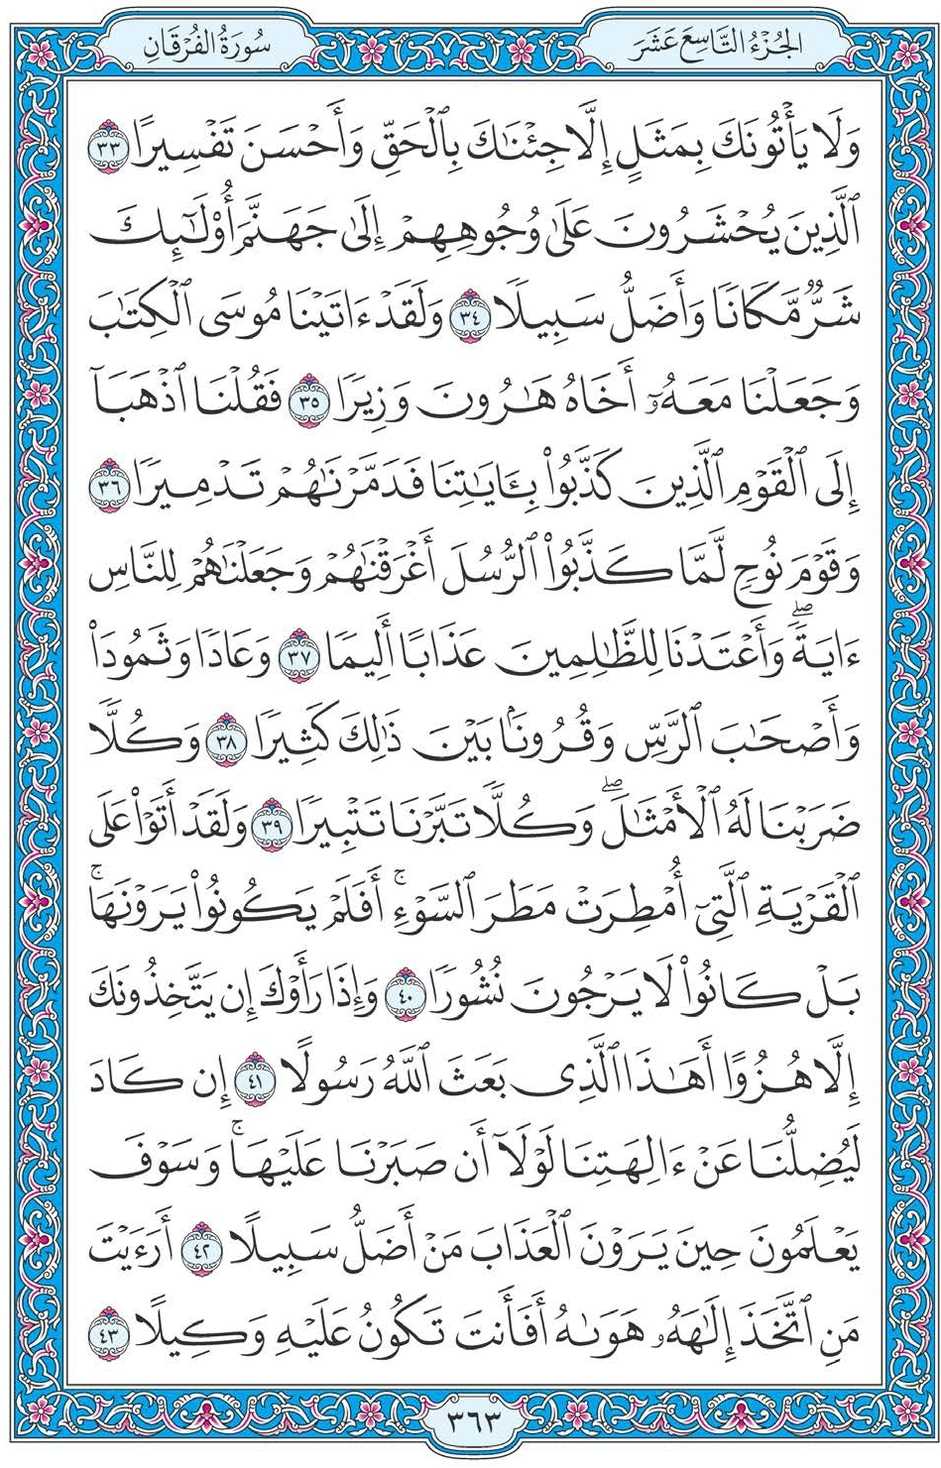 الجُزْءُ التَّاسِعَ عَشَرَ
سُورَةُ الفُرْقَانِ
وَلَا يَأۡتُونَكَ بِمَثَلٍ إِلَّا جِئۡنَٰكَ بِٱلۡحَقِّ وَأَحۡسَنَ تَفۡسِيرًا ٣٣
ٱلَّذِينَ يُحۡشَرُونَ عَلَىٰ وُجُوهِهِمۡ إِلَىٰ جَهَنَّمَ أُوْلَٰٓئِكَ
شَرّٞ مَّكَانٗا وَأَضَلُّ سَبِيلٗا ٣٤ وَلَقَدۡ ءَاتَيۡنَا مُوسَى ٱلۡكِتَٰبَ
وَجَعَلۡنَا مَعَهُۥٓ أَخَاهُ هَٰرُونَ وَزِيرٗا ٣٥ فَقُلۡنَا ٱذۡهَبَآ
إِلَى ٱلۡقَوۡمِ ٱلَّذِينَ كَذَّبُواْ بِـَٔايَٰتِنَا فَدَمَّرۡنَٰهُمۡ تَدۡمِيرٗا ٣٦
وَقَوۡمَ نُوحٖ لَّمَّا كَذَّبُواْ ٱلرُّسُلَ أَغۡرَقۡنَٰهُمۡ وَجَعَلۡنَٰهُمۡ لِلنَّاسِ
ءَايَةٗۖ وَأَعۡتَدۡنَا لِلظَّٰلِمِينَ عَذَابًا أَلِيمٗا ٣٧ وَعَادٗا وَثَمُودَاْ
وَأَصۡحَٰبَ ٱلرَّسِّ وَقُرُونَۢا بَيۡنَ ذَٰلِكَ كَثِيرٗا ٣٨ وَكُلّٗا
ضَرَبۡنَا لَهُ ٱلۡأَمۡثَٰلَۖ وَكُلّٗا تَبَّرۡنَا تَتۡبِيرٗا ٣٩ وَلَقَدۡ أَتَوۡاْ عَلَى
ٱلۡقَرۡيَةِ ٱلَّتِيٓ أُمۡطِرَتۡ مَطَرَ ٱلسَّوۡءِۚ أَفَلَمۡ يَكُونُواْ يَرَوۡنَهَاۚ
بَلۡ كَانُواْ لَا يَرۡجُونَ نُشُورٗا ٤٠ وَإِذَا رَأَوۡكَ إِن يَتَّخِذُونَكَ
إِلَّا هُزُوًا أَهَٰذَا ٱلَّذِي بَعَثَ ٱللَّهُ رَسُولًا ٤١ إِن كَادَ
لَيُضِلُّنَا عَنۡ ءَالِهَتِنَا لَوۡلَآ أَن صَبَرۡنَا عَلَيۡهَاۚ وَسَوۡفَ
يَعۡلَمُونَ حِينَ يَرَوۡنَ ٱلۡعَذَابَ مَنۡ أَضَلُّ سَبِيلًا ٤٢ أَرَءَيۡتَ
مَنِ ٱتَّخَذَ إِلَٰهَهُۥ هَوَىٰهُ أَفَأَنتَ تَكُونُ عَلَيۡهِ وَكِيلًا ٤٣
٣٦٣